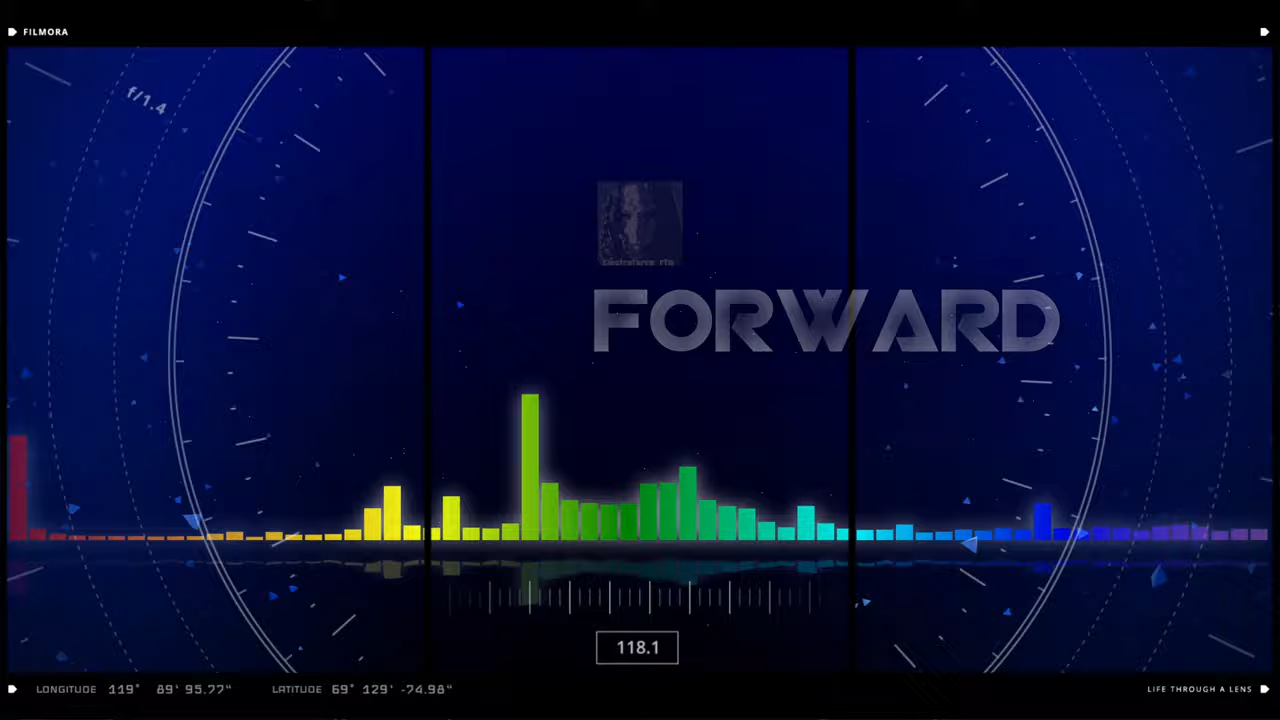 FILMORA
f/1.4
FORWARD
118.1
LONGITUDE 119° 89' 95.77" LATITUDE 69° 129' -74.98"
LIFE THROUGH A LENS